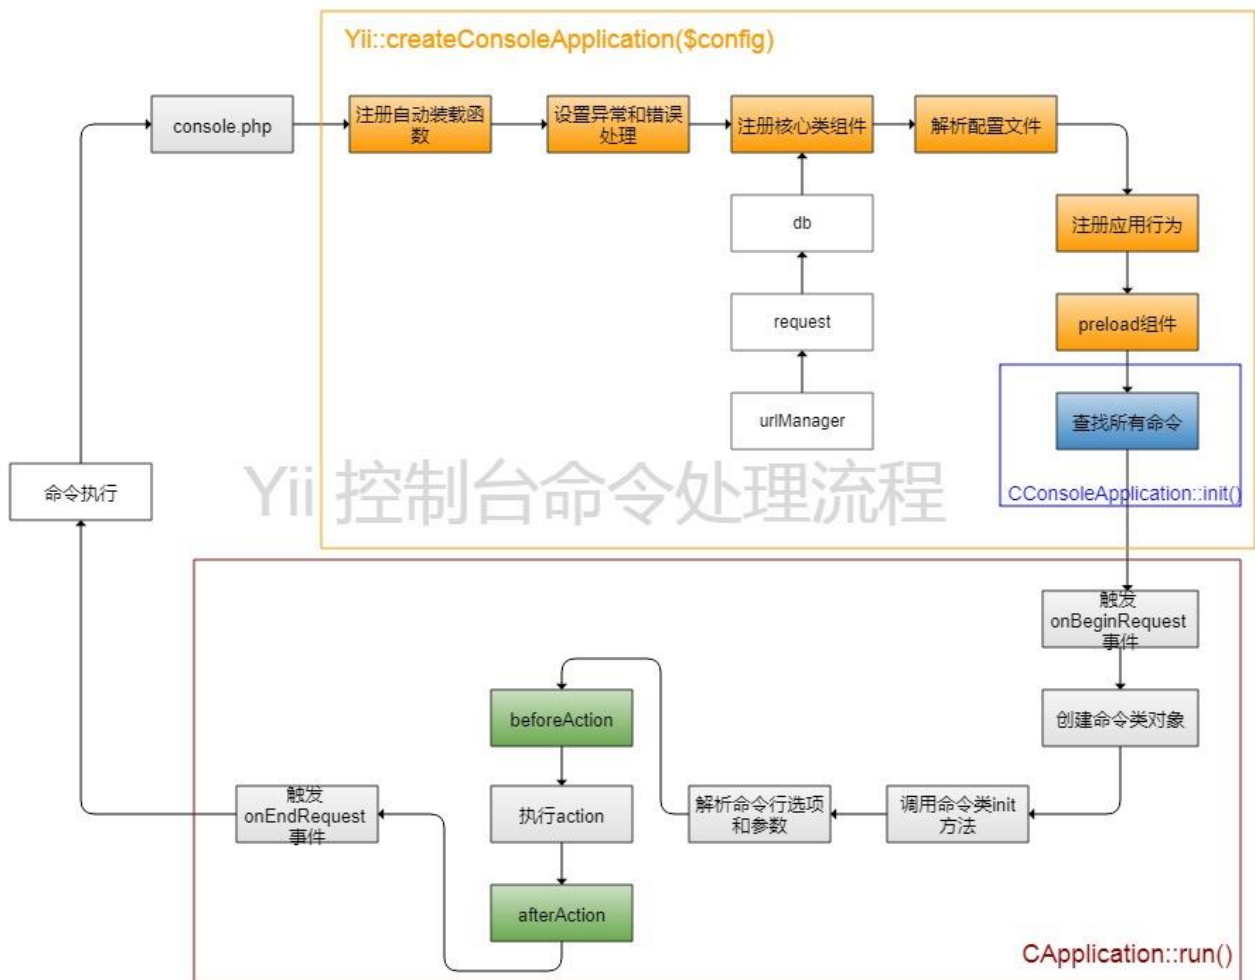 Yii::createConsoleApplication($config)
console.php
注册自动装载函
数
设置异常和错误
处理
注册核心类组件
解析配置文件
db
注册应用行为
request
preload组件
urlManager
查找所有命令
CConsoleApplication::init()
命令执行
Yii 控制台命令处理流程
触发
onBeginRequest
事件
创建命令类对象
调用命令类init
方法
解析命令行选项
和参数
beforeAction
执行action
afterAction
触发
onEndRequest
事件
CApplication::run()